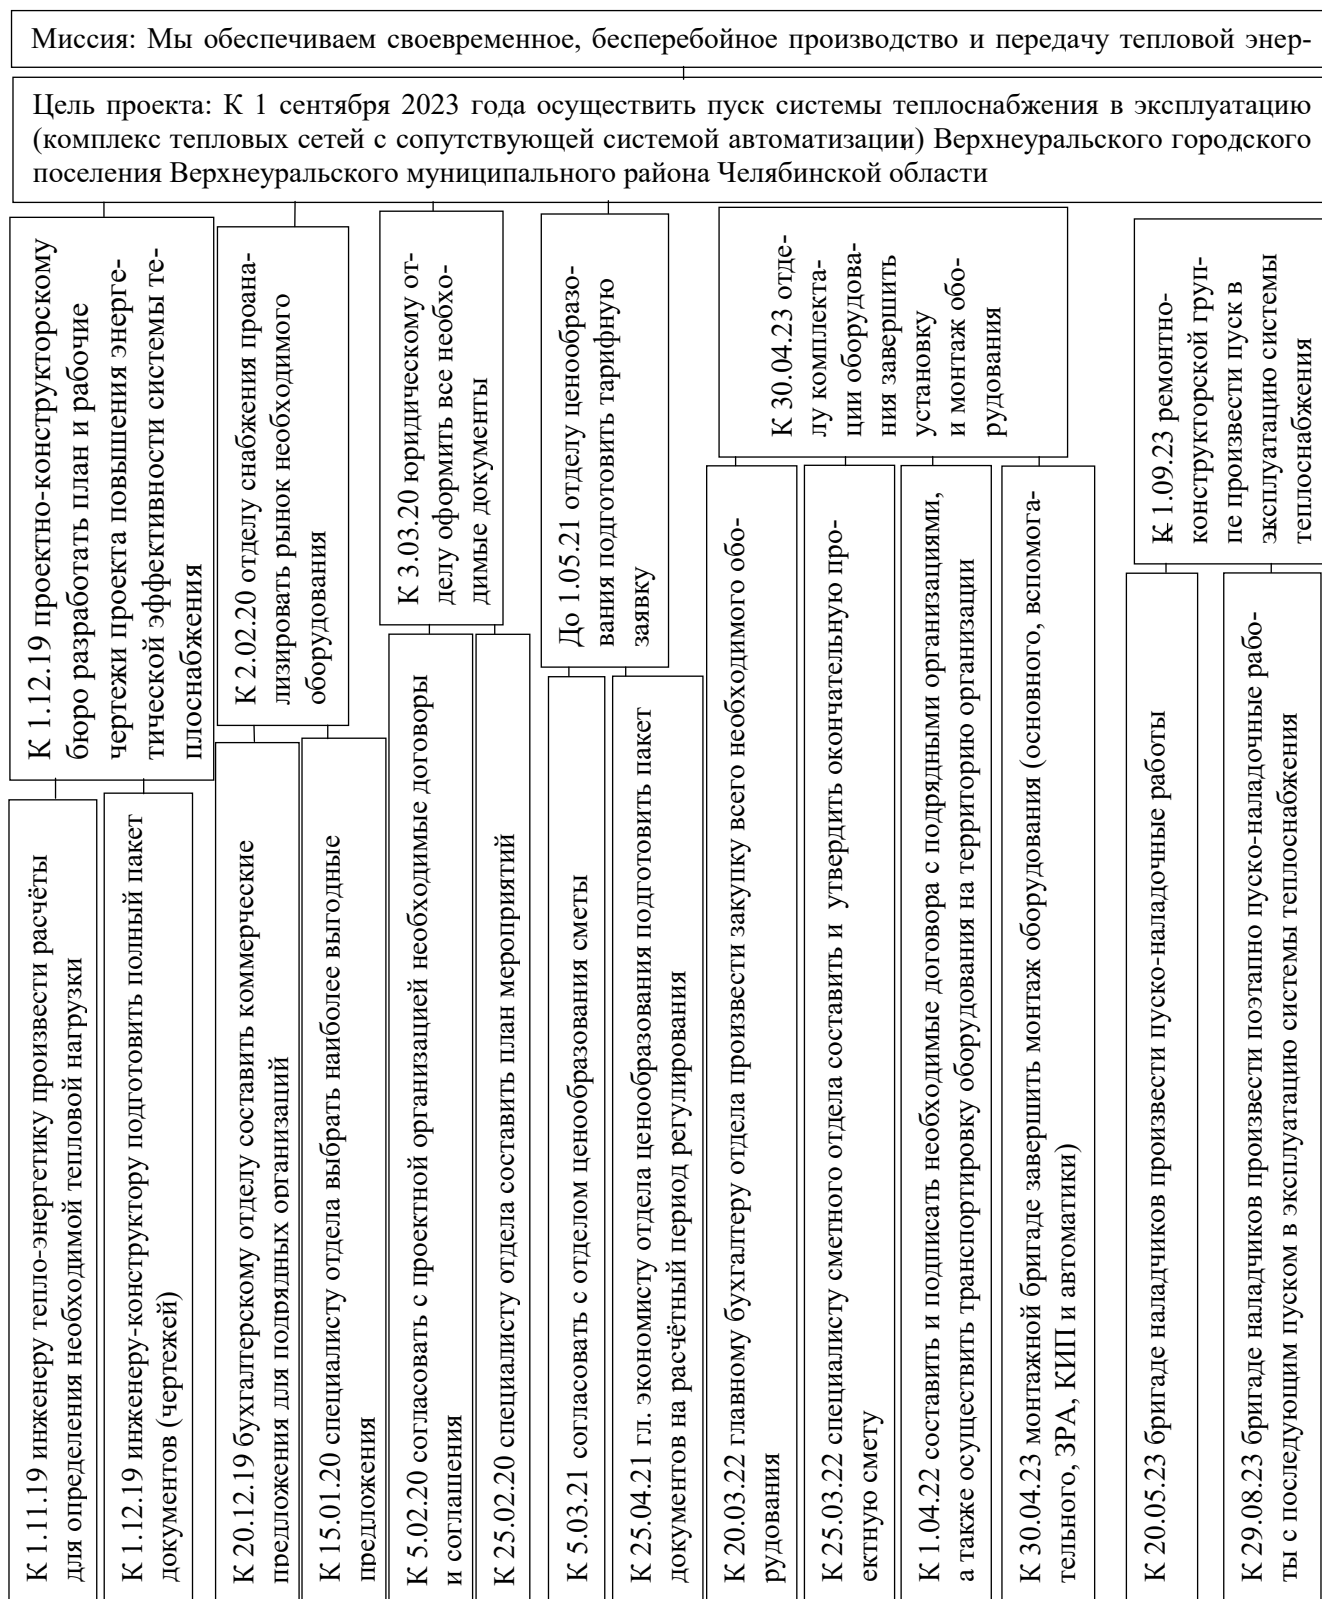 Миссия: Мы обеспечиваем своевременное, бесперебойное производство и передачу тепловой энер-
Цель проекта: К 1 сентября 2023 года осуществить пуск системы теплоснабжения в эксплуатацию
(комплекс тепловых сетей с сопутствующей системой автоматизации) Верхнеуральского городского
поселения Верхнеуральского муниципального района Челябинской области
К 1.12.19 проектно-конструкторскому
бюро разработать план и рабочие
чертежи проекта повышения энерге-
тической эффективности системы те-
плоснабжения
К 2.02.20 отделу снабжения проана-
лизировать рынок необходимого
оборудования
К 3.03.20 юридическому от-
делу оформить все необхо-
димые документы
До 1.05.21 отделу ценообразо-
вания подготовить тарифную
заявку
К 30.04.23 отде-
лу комплекта-
ции оборудова-
ния завершить
установку
и монтаж обо-
рудования
К 1.09.23 ремонтно-
конструкторской груп-
пе произвести пуск в
эксплуатацию системы
теплоснабжения
К 1.11.19 инженеру тепло-энергетику произвести расчёты
для определения необходимой тепловой нагрузки
К 1.12.19 инженеру-конструктору подготовить полный пакет
документов (чертежей)
К 20.12.19 бухгалтерскому отделу составить коммерческие
предложения для подрядных организаций
К 15.01.20 специалисту отдела выбрать наиболее выгодные
предложения
К 5.02.20 согласовать с проектной организацией необходимые договоры
и соглашения
К 25.02.20 специалисту отдела составить план мероприятий
К 5.03.21 согласовать с отделом ценообразования сметы
К 25.04.21 гл. экономисту отдела ценообразования подготовить пакет
документов на расчётный период регулирования
К 20.03.22 главному бухгалтеру отдела произвести закупку всего необходимого обо-
рудования
К 25.03.22 специалисту сметного отдела составить и утвердить окончательную про-
ектную смету
К 1.04.22 составить и подписать необходимые договора с подрядными организациями,
а также осуществить транспортировку оборудования на территорию организации
К 30.04.23 монтажной бригаде завершить монтаж оборудования (основного, вспомога-
тельного, ЗРА, КИП и автоматики)
К 20.05.23 бригаде наладчиков произвести пуско-наладочные работы
К 29.08.23 бригаде наладчиков произвести поэтапно пуско-наладочные рабо-
ты с последующим пуском в эксплуатацию системы теплоснабжения